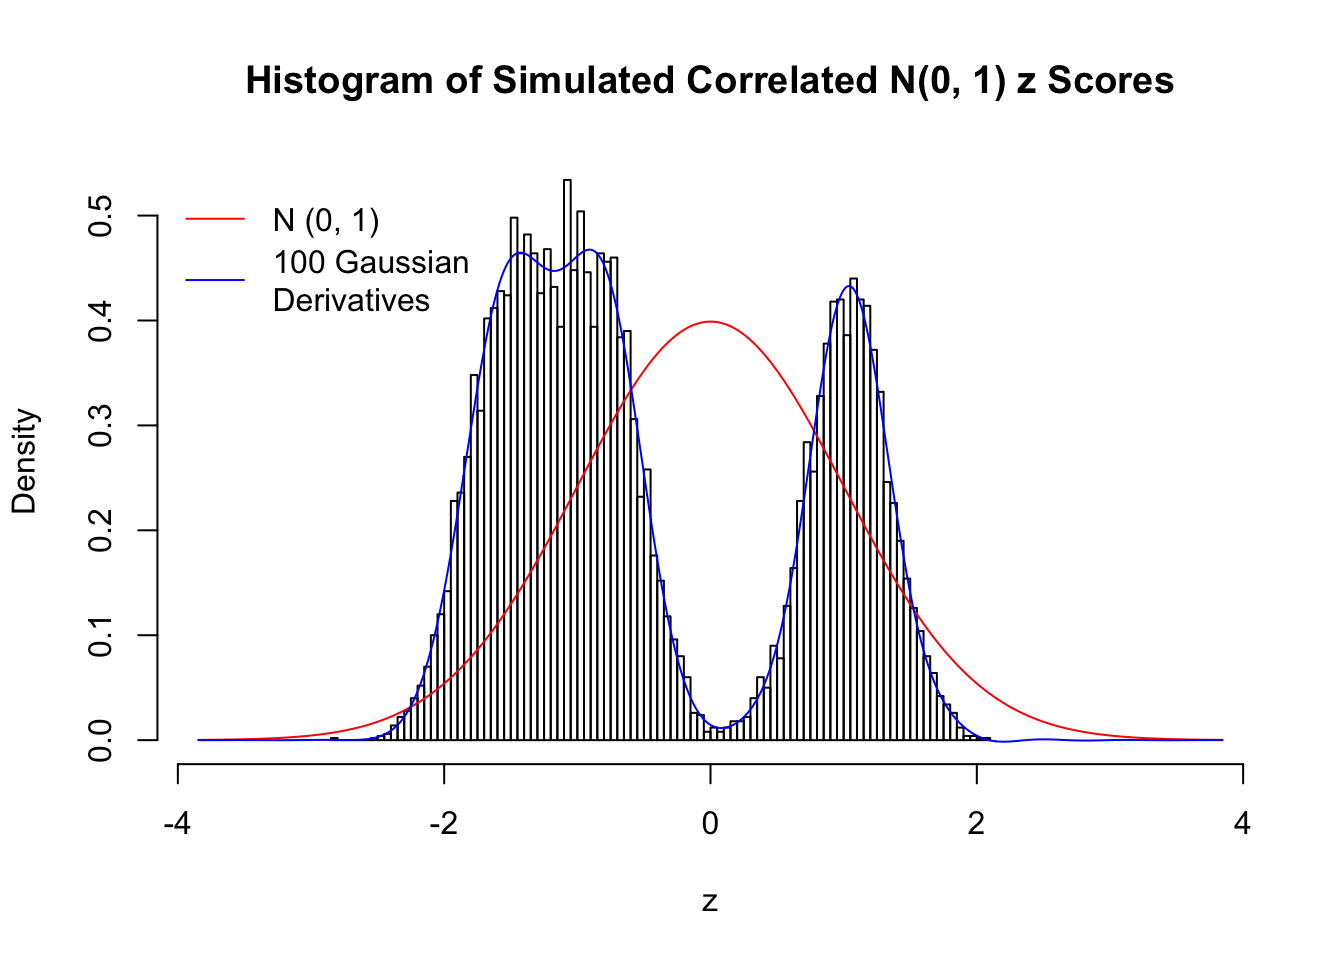 Histogram of Simulated Correlated N(0, 1) z Scores
N (0, 1)
100 Gaussian
Derivatives
Density
0.5
0.4
0.3
0.2
0.1
0.0
-4
-2
0
2
4
z